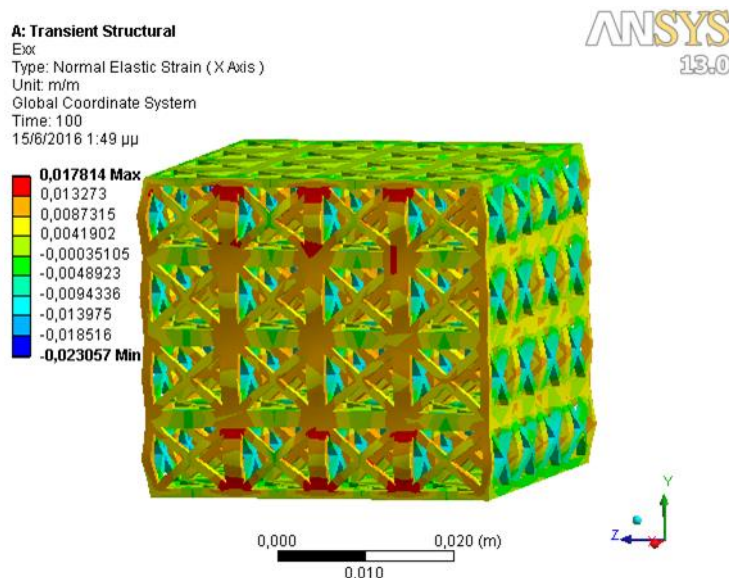 A: Transient Structural
Exx
Type: Normal Elastic Strain ( X Axis )
Unit: m/m
Global Coordinate System
Time: 100
15/6/2016 1:49 μμ
ANSYS
13.0
0,017814 Max
0,013273
0,0087315
0,0041902
-0,00035105
-0,0048923
-0,0094336
-0,013975
-0,018516
-0,023057 Min
Y
Z
X
0,000
0,020 (m)
0,010